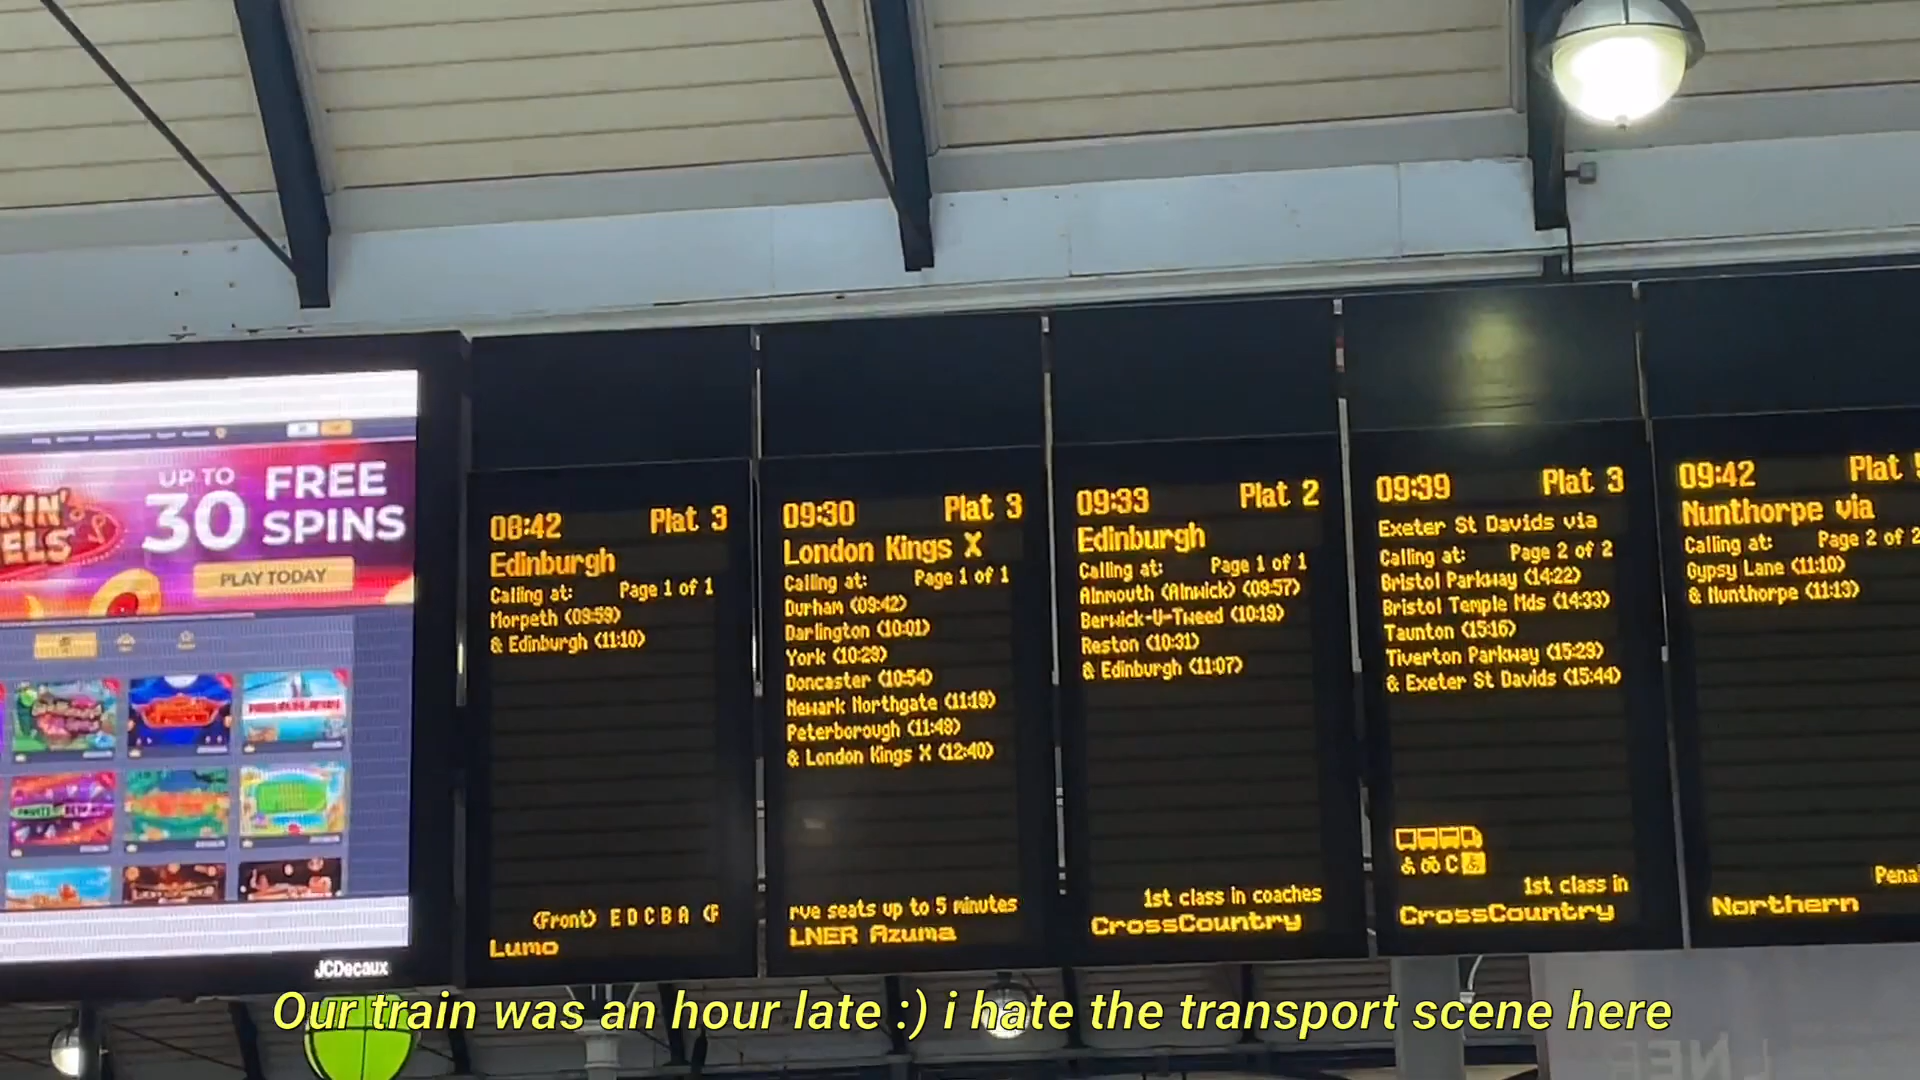 KIN'
ELS
UP TO
30 FREE
SPINS
PLAY TODAY
JCDecaux
08:42 Plat 3
Edinburgh
Calling at: Page 1 of 1
Morpeth (09:59)
& Edinburgh (11:10)
(Front) E D C B A (R
Lumo
09:30 Plat 3
London Kings X
Calling at: Page 1 of 1
Durham (09:42)
Darlington (10:01)
York (10:29)
Doncaster (10:54)
Newark Northgate (11:19)
Peterborough (11:49)
& London Kings X (12:40)
rve seats up to 5 minutes
LNER Azuma
09:33 Plat 2
Edinburgh
Calling at: Page 1 of 1
Alnmouth (Alnwick) (09:57)
Berwick-U-Tweed (10:19)
Reston (10:31)
& Edinburgh (11:07)
1st class in coaches
CrossCountry
09:39 Plat 3
Exeter St Davids via
Calling at: Page 2 of 2
Bristol Parkway (14:22)
Bristol Temple Mds (14:33)
Taunton (15:16)
Tiverton Parkway (15:29)
& Exeter St Davids (15:44)
C
1st class in
CrossCountry
09:42 Plat 5
Nunthorpe via
Calling at: Page 2 of 2
Gypsy Lane (11:10)
& Nunthorpe (11:13)
Pena
Northern
Our train was an hour late :) i hate the transport scene here
LNER